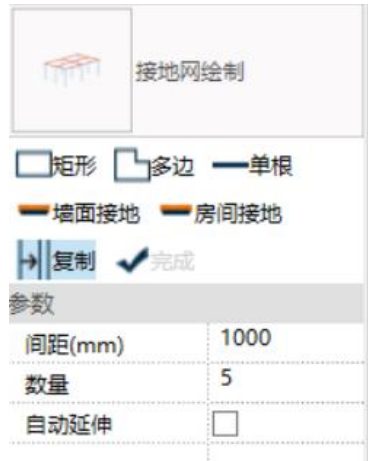 接地网绘制
矩形 多边 单根
墙面接地 房间接地
复制 完成
参数
间距(mm) 1000
数量 5
自动延伸